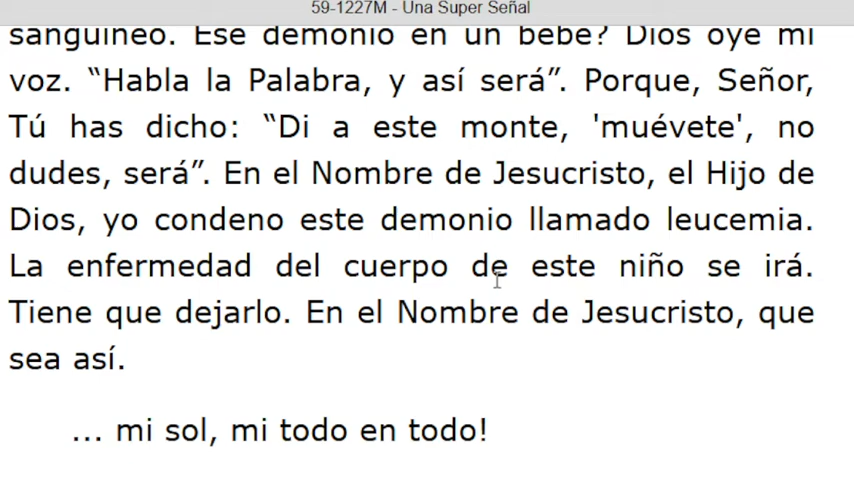 59-1227M - Una Super Señal
sanguíneo. Ese demonio en un bebé? Dios oye mi
voz. “Habla la Palabra, y así será”. Porque, Señor,
Tú has dicho: “Di a este monte, 'muévete', no
dudes, será”. En el Nombre de Jesucristo, el Hijo de
Dios, yo condeno este demonio llamado leucemia.
La enfermedad del cuerpo de este niño se irá.
Tiene que dejarlo. En el Nombre de Jesucristo, que
sea así.
... mi sol, mi todo en todo!